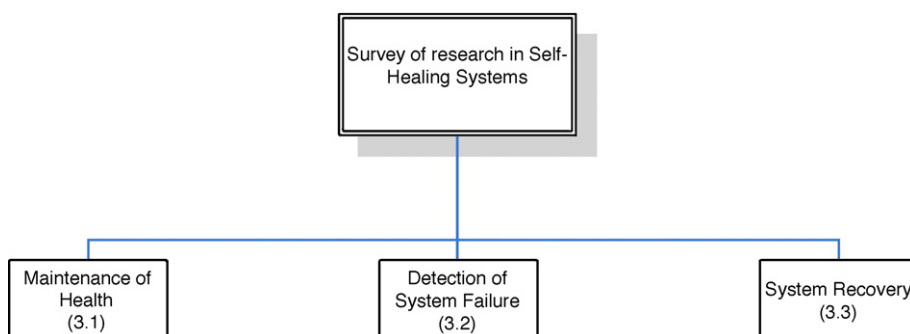 Survey of research in Self-
Healing Systems
Maintenance of
Health
(3.1)
Detection of
System Failure
(3.2)
System Recovery
(3.3)